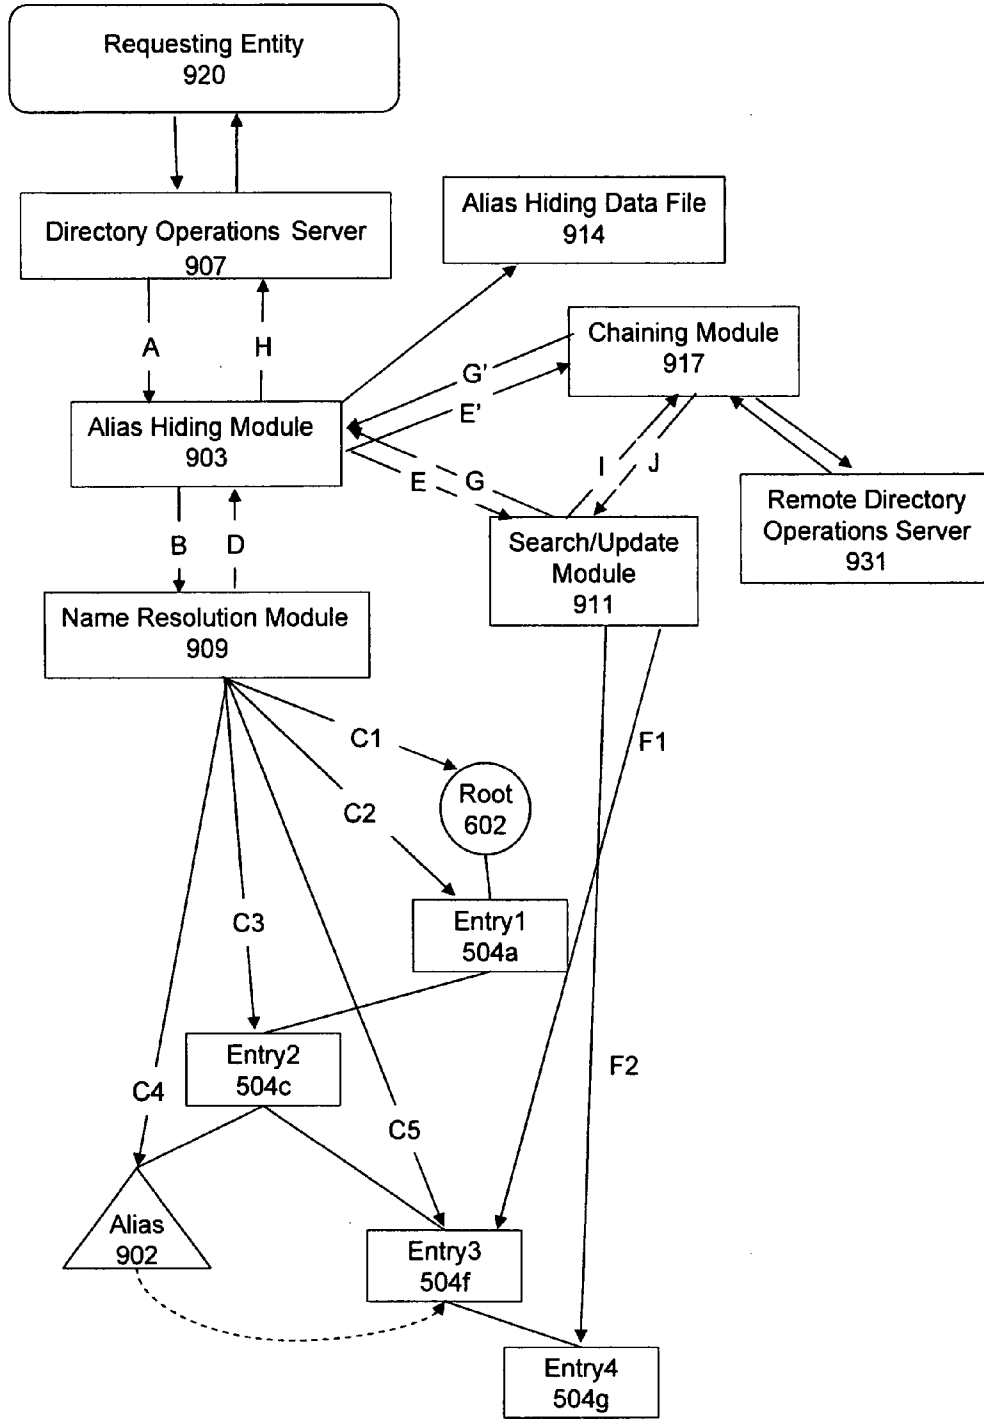 Requesting Entity
920
Directory Operations Server
907
Alias Hiding Data File
914
A
H
Chaining Module
917
G'
E'
Alias Hiding Module
903
I
J
E
G
Remote Directory
Operations Server
931
B
D
Search/Update
Module
911
Name Resolution Module
909
C1
F1
Root
602
C2
C3
Entry1
504a
Entry2
504c
F2
C4
C5
Alias
902
Entry3
504f
Entry4
504g